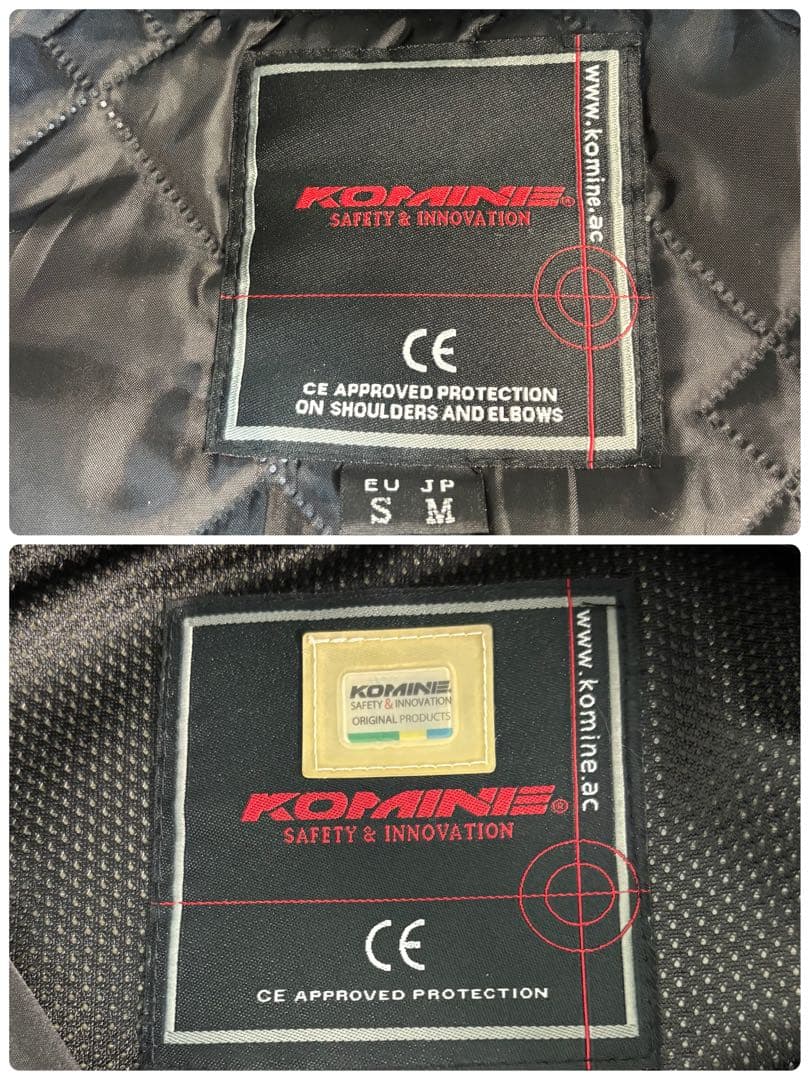 www.komine.ac
KOMINE®
SAFETY & INNOVATION
CE
CE APPROVED PROTECTION
ON SHOULDERS AND ELBOWS
EU JP
S M
www.komine.ac
KOMINE
SAFETY & INNOVATION
ORIGINAL PRODUCTS
KOMINE®
SAFETY & INNOVATION
CE
CE APPROVED PROTECTION